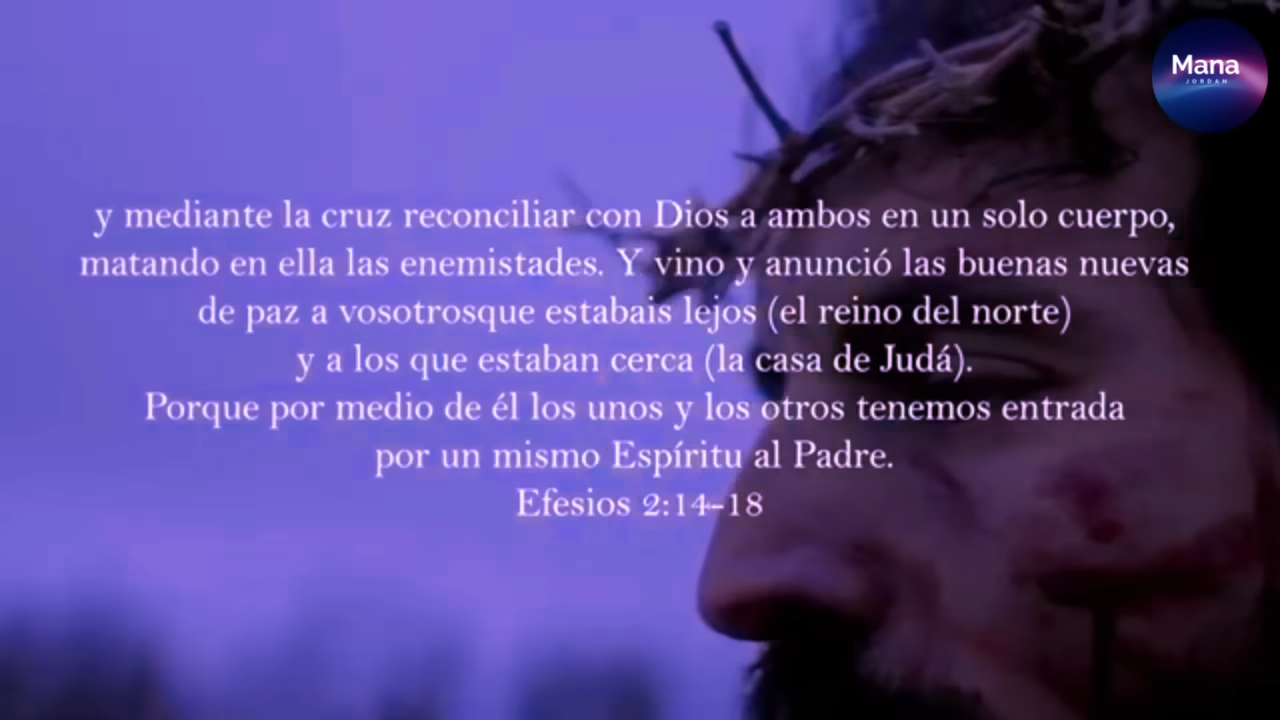 Mana
JORDAN
y mediante la cruz reconciliar con Dios a ambos en un solo cuerpo,
matando en ella las enemistades. Y vino y anunció las buenas nuevas
de paz a vosotrosque estabais lejos (el reino del norte)
y a los que estaban cerca (la casa de Judá).
Porque por medio de él los unos y los otros tenemos entrada
por un mismo Espíritu al Padre.
Efesios 2:14–18